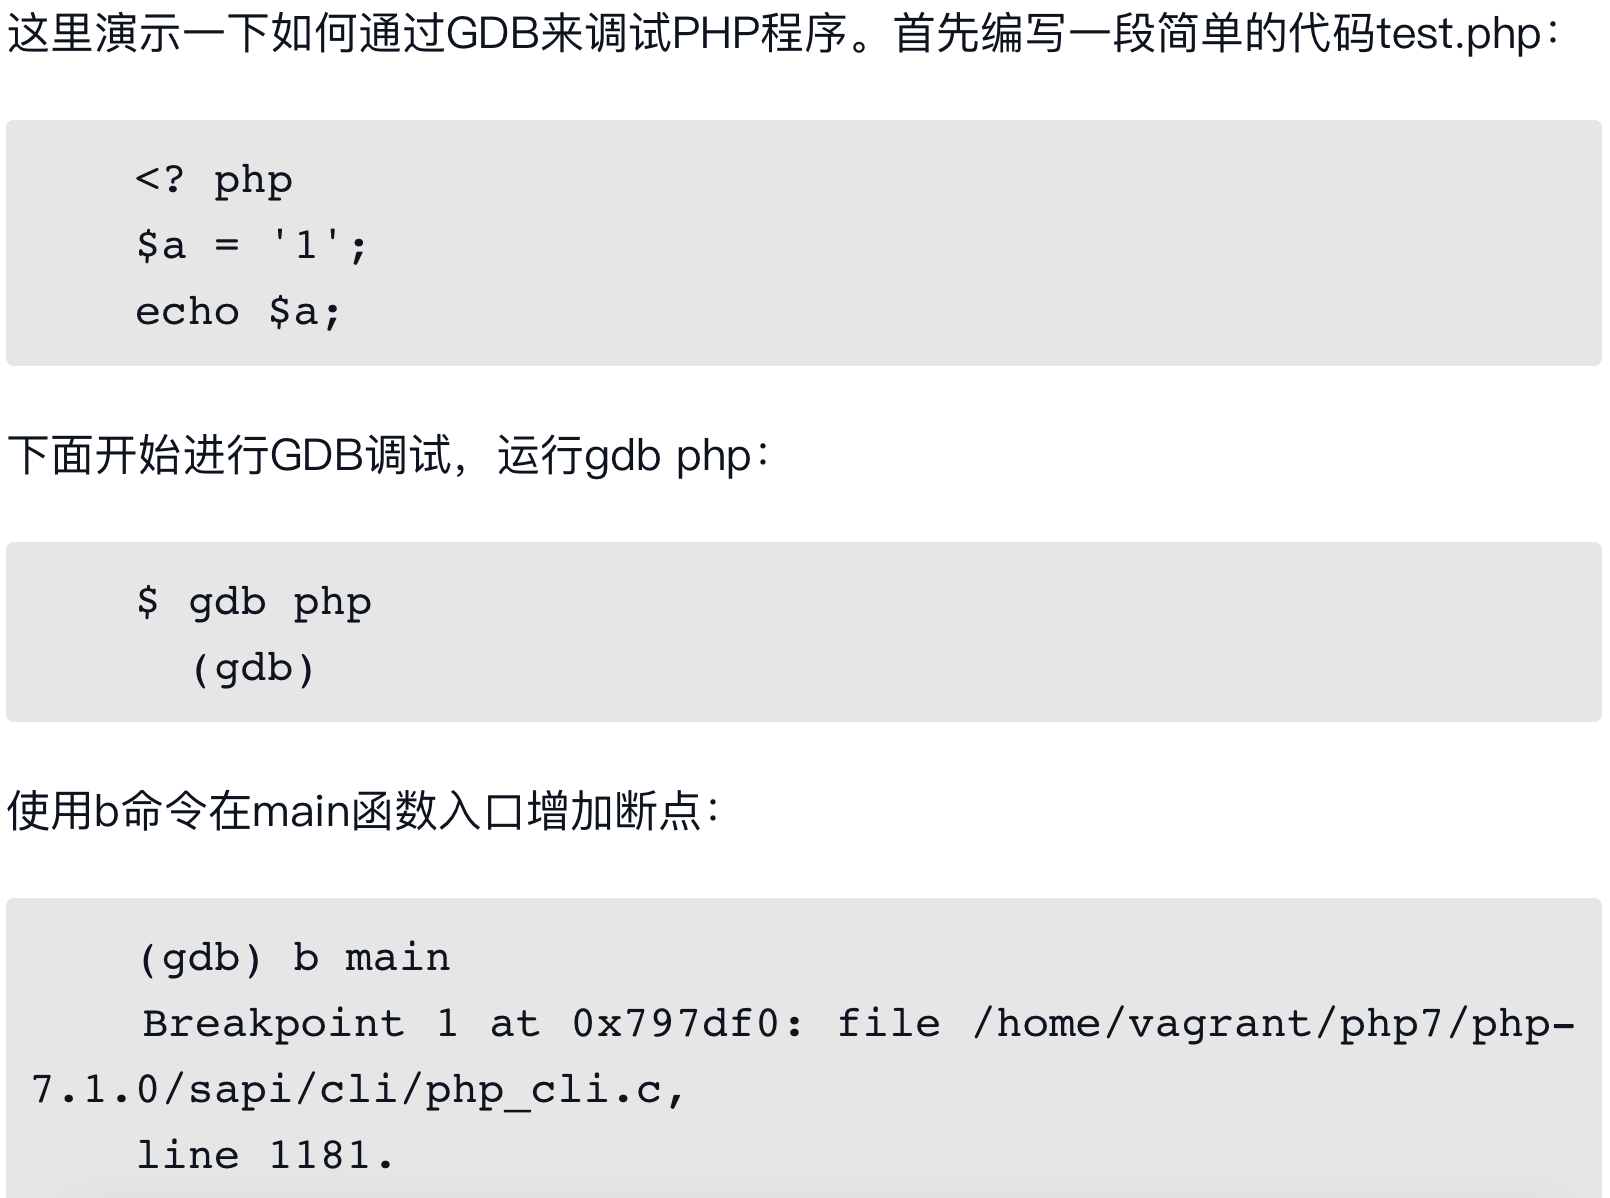 这里演示一下如何通过GDB来调试PHP程序。首先编写一段简单的代码test.php：
<? php
$a = '1';
echo $a;
下面开始进行GDB调试，运行gdb php：
$ gdb php
(gdb)
使用b命令在main函数入口增加断点：
(gdb) b main
Breakpoint 1 at 0x797df0: file /home/vagrant/php7/php-
7.1.0/sapi/cli/php_cli.c,
line 1181.